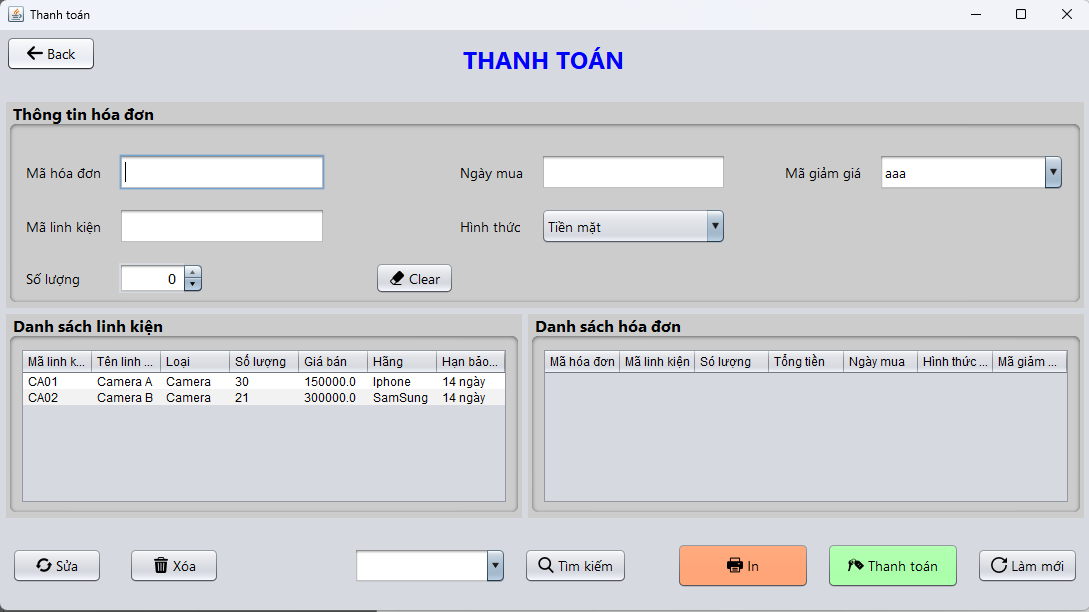 Thanh toán
Back
THANH TOÁN
Thông tin hóa đơn
Mã hóa đơn
Ngày mua
Mã giảm giá
aaa
Mã linh kiện
Hình thức
Tiền mặt
Số lượng
0
Clear
Danh sách linh kiện
Mã linh k... Tên linh ... Loại Số lượng Giá bán Hãng Hạn bảo...
CA01 Camera A Camera 30 150000.0 Iphone 14 ngày
CA02 Camera B Camera 21 300000.0 SamSung 14 ngày
Danh sách hóa đơn
Mã hóa đơn Mã linh kiện Só lượng Tổng tiền Ngày mua Hình thức ... Mã giảm ...
Sửa
Xóa
Tìm kiếm
In
Thanh toán
Làm mới